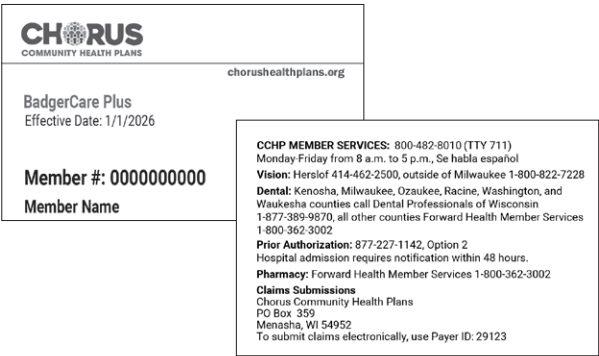 CHORUS
COMMUNITY HEALTH PLANS
chorushealthplans.org
BadgerCare Plus
Effective Date: 1/1/2026
Member #: 0000000000
Member Name
CCHP MEMBER SERVICES: 800-482-8010 (TTY 711)
Monday-Friday from 8 a.m. to 5 p.m., Se habla español
Vision: Herslof 414-462-2500, outside of Milwaukee 1-800-822-7228
Dental: Kenosha, Milwaukee, Ozaukee, Racine, Washington, and
Waukesha counties call Dental Professionals of Wisconsin
1-877-389-9870, all other counties Forward Health Member Services
1-800-362-3002
Prior Authorization: 877-227-1142, Option 2
Hospital admission requires notification within 48 hours.
Pharmacy: Forward Health Member Services 1-800-362-3002
Claims Submissions
Chorus Community Health Plans
PO Box 359
Menasha, WI 54952
To submit claims electronically, use Payer ID: 29123